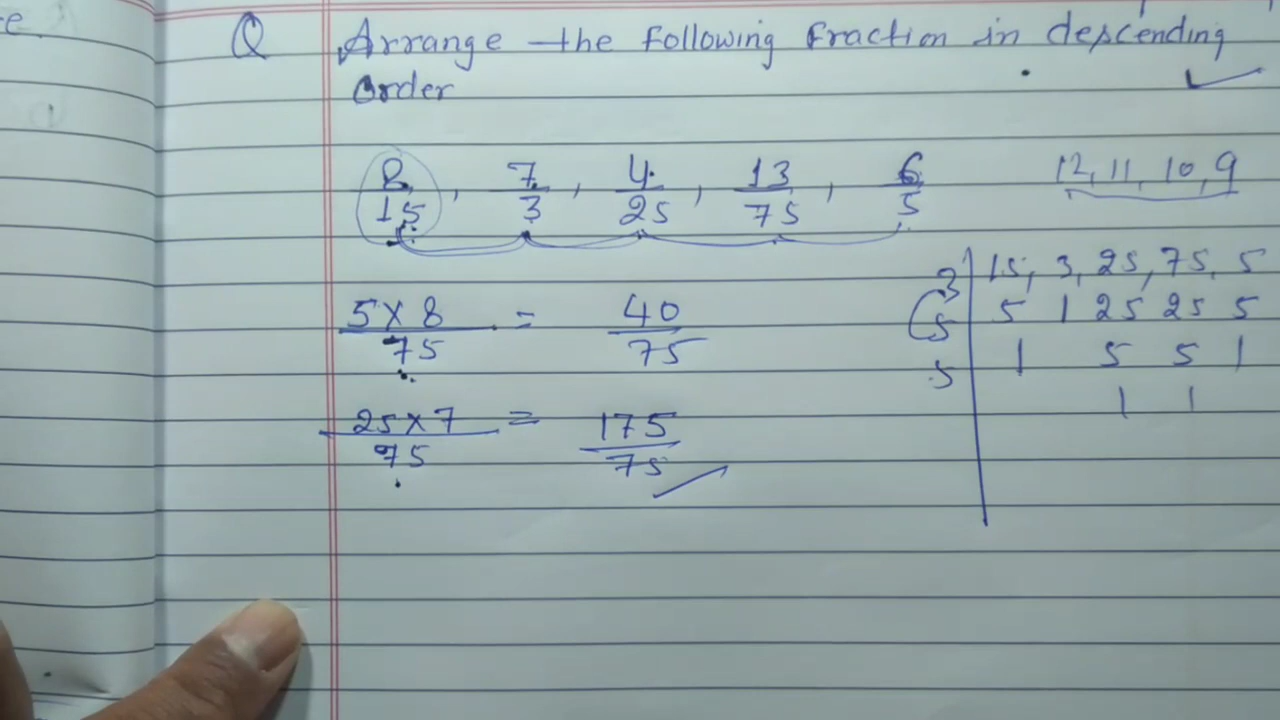 e
Q Arrange the following fraction in descending
order
8/15, 7/3, 4/25, 13/75, 6/5
12, 11, 10, 9
3 | 15, 3, 25, 75, 5
5 | 5 1 25 25 5
5 | 1 5 5 1
1 1
5×8/75 = 40/75
25×7/75 = 175/75